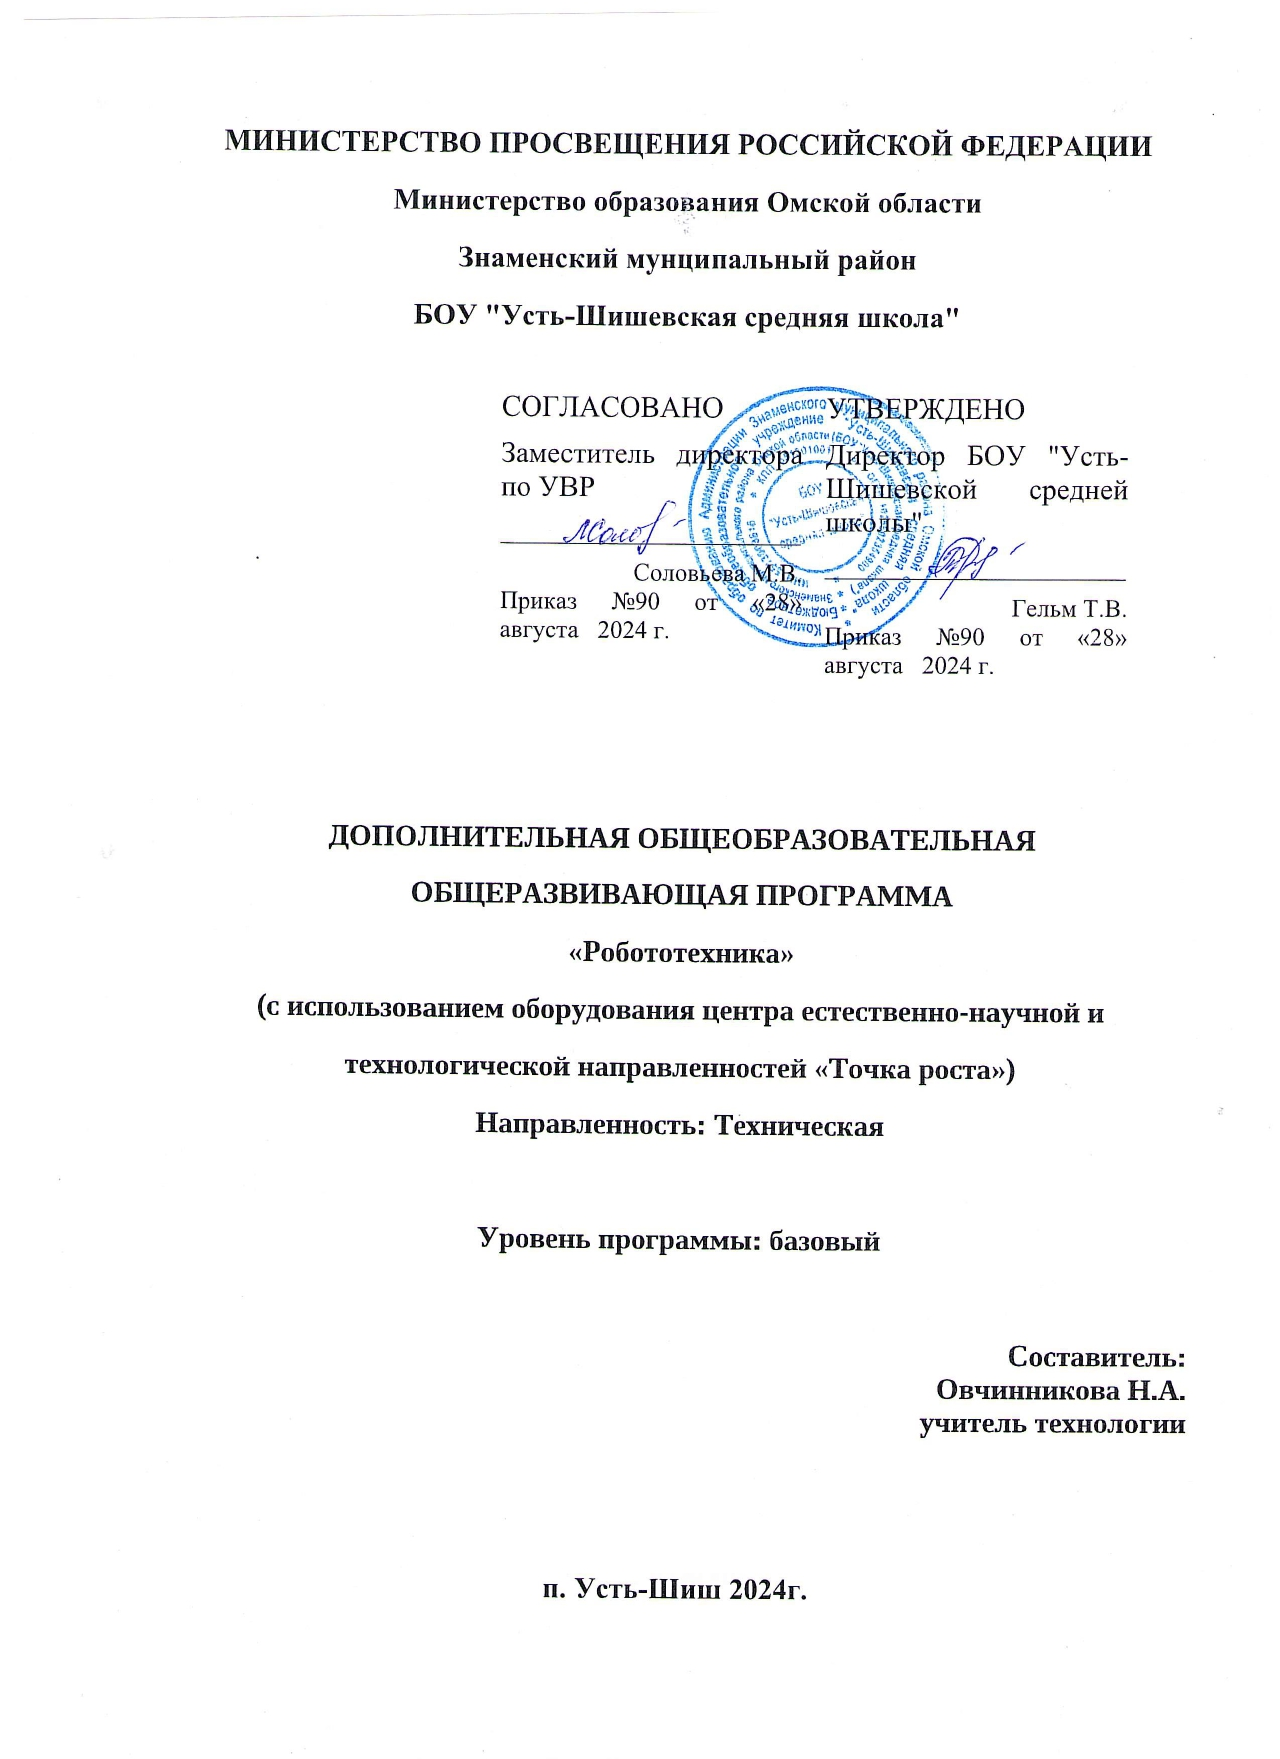 МИНИСТЕРСТВО ПРОСВЕЩЕНИЯ РОССИЙСКОЙ ФЕДЕРАЦИИ
Министерство образования Омской области
Знаменский мунципальный район
БОУ "Усть-Шишевская средняя школа"
СОГЛАСОВАНО
Заместитель директора
по УВР
Соловьева М.В.
Приказ №90 от «28»
августа 2024 г.
УТВЕРЖДЕНО
Директор БОУ "Усть-
Шишевской средней
школы"
Гельм Т.В.
Приказ №90 от «28»
августа 2024 г.
ДОПОЛНИТЕЛЬНАЯ ОБЩЕОБРАЗОВАТЕЛЬНАЯ
ОБЩЕРАЗВИВАЮЩАЯ ПРОГРАММА
«Робототехника»
(с использованием оборудования центра естественно-научной и
технологической направленностей «Точка роста»)
Направленность: Техническая
Уровень программы: базовый
Составитель:
Овчинникова Н.А.
учитель технологии
п. Усть-Шиш 2024г.